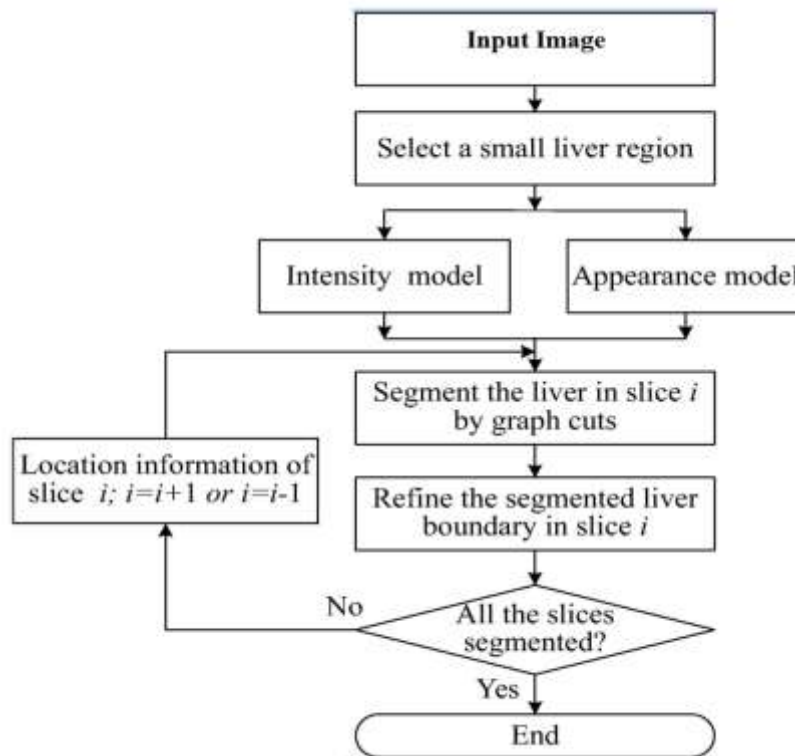 Input Image
Select a small liver region
Intensity model
Appearance model
Segment the liver in slice i
by graph cuts
Location information of
slice i; i=i+1 or i=i-1
Refine the segmented liver
boundary in slice i
No
All the slices
segmented?
Yes
End